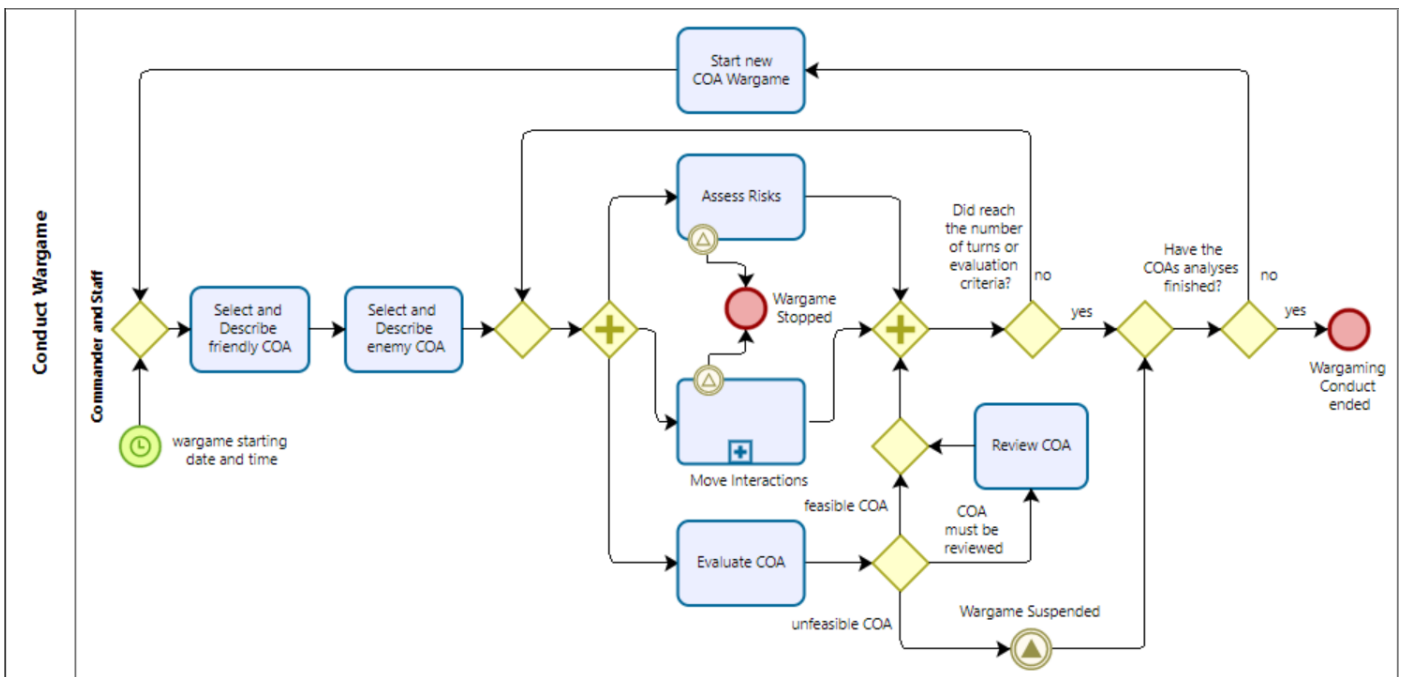 Conduct Wargame
Commander and Staff
Start new
COA Wargame
Select and
Describe
friendly COA
Select and
Describe
enemy COA
wargame starting
date and time
Assess Risks
Wargame
Stopped
Move Interactions
Evaluate COA
Did reach
the number
of turns or
evaluation
criteria?
no
yes
Have the
COAs analyses
finished?
no
yes
Wargaming
Conduct
ended
Review COA
feasible COA
COA
must be
reviewed
unfeasible COA
Wargame Suspended